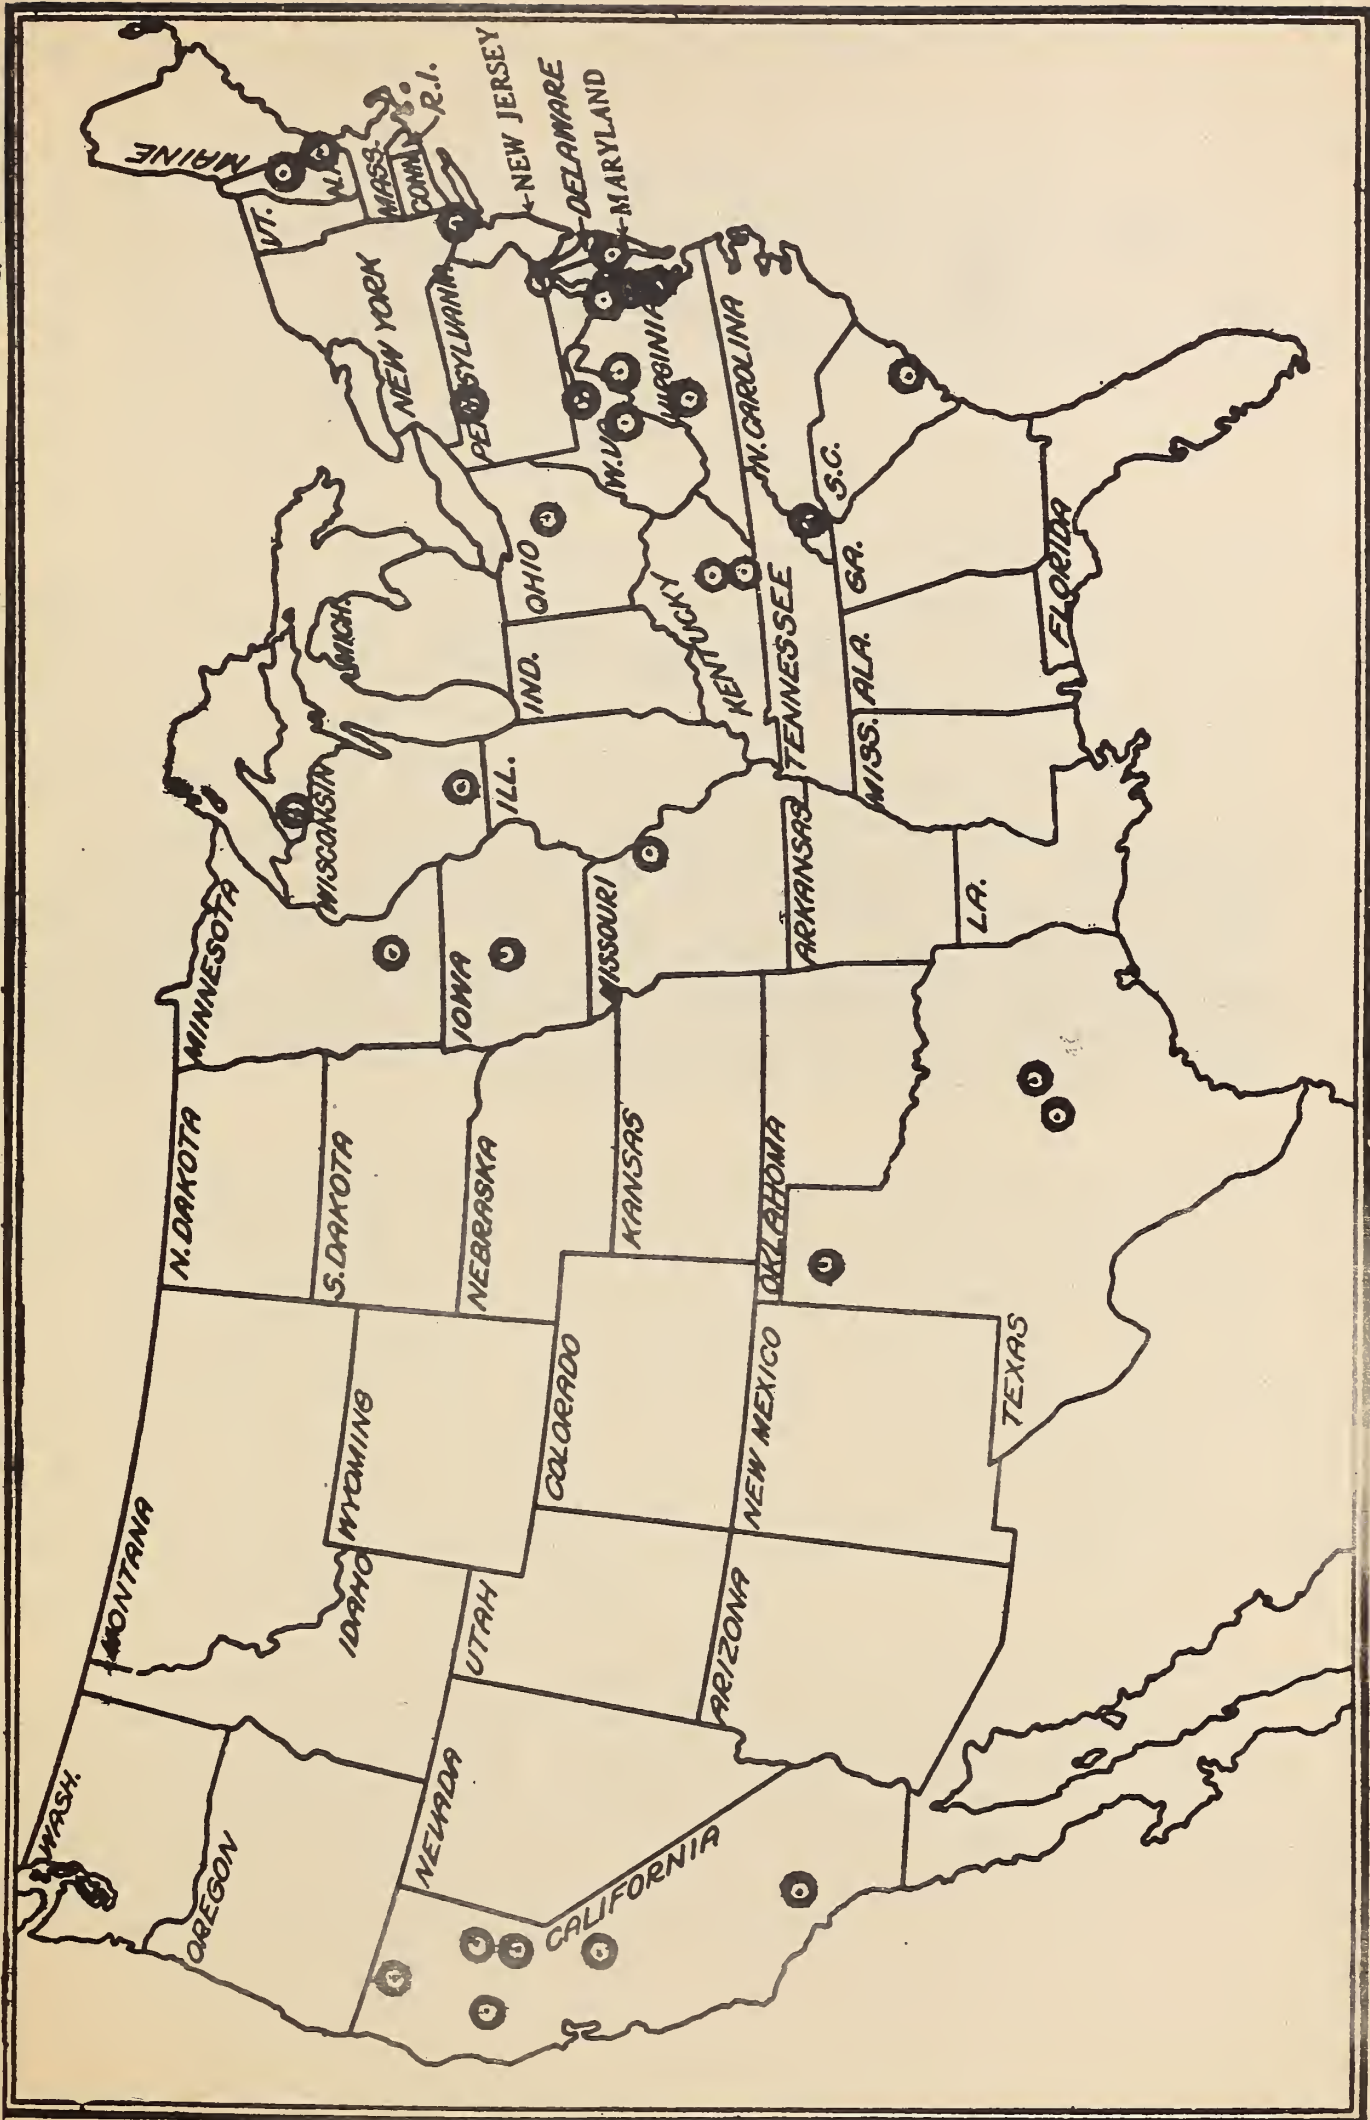 WASH.
MONTANA
N.DAKOTA
MINNESOTA
MAINE
OREGON
IDAHO
WYOMING
S.DAKOTA
WISCONSIN
MICH.
VT.
N.H.
NEW YORK
MASS.
CONN.
R.I.
NEVADA
UTAH
COLORADO
NEBRASKA
IOWA
ILL.
IND.
OHIO
PENNSYLVANIA
NEW JERSEY
DELAWARE
MARYLAND
CALIFORNIA
ARIZONA
NEW MEXICO
KANSAS
OKLAHOMA
MISSOURI
KENTUCKY
W.VA
VIRGINIA
TEXAS
ARKANSAS
TENNESSEE
N.CAROLINA
S.C.
LA.
MISS.
ALA.
GA.
FLORIDA